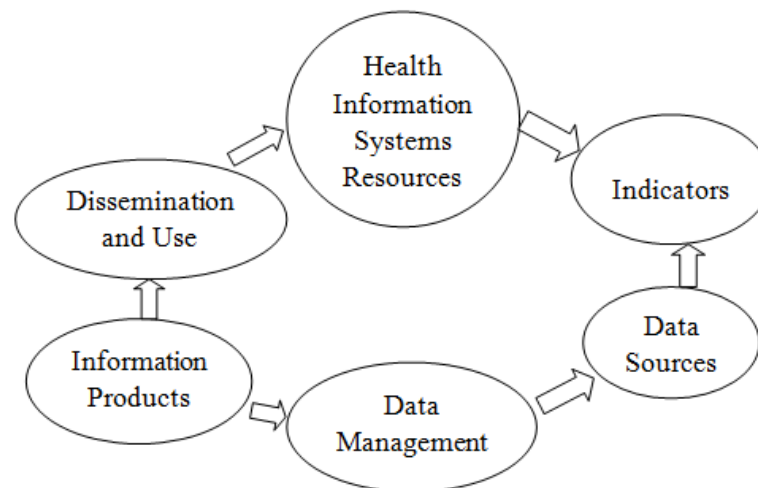 Health
Information
Systems
Resources
Indicators
Dissemination
and Use
Data
Sources
Information
Products
Data
Management